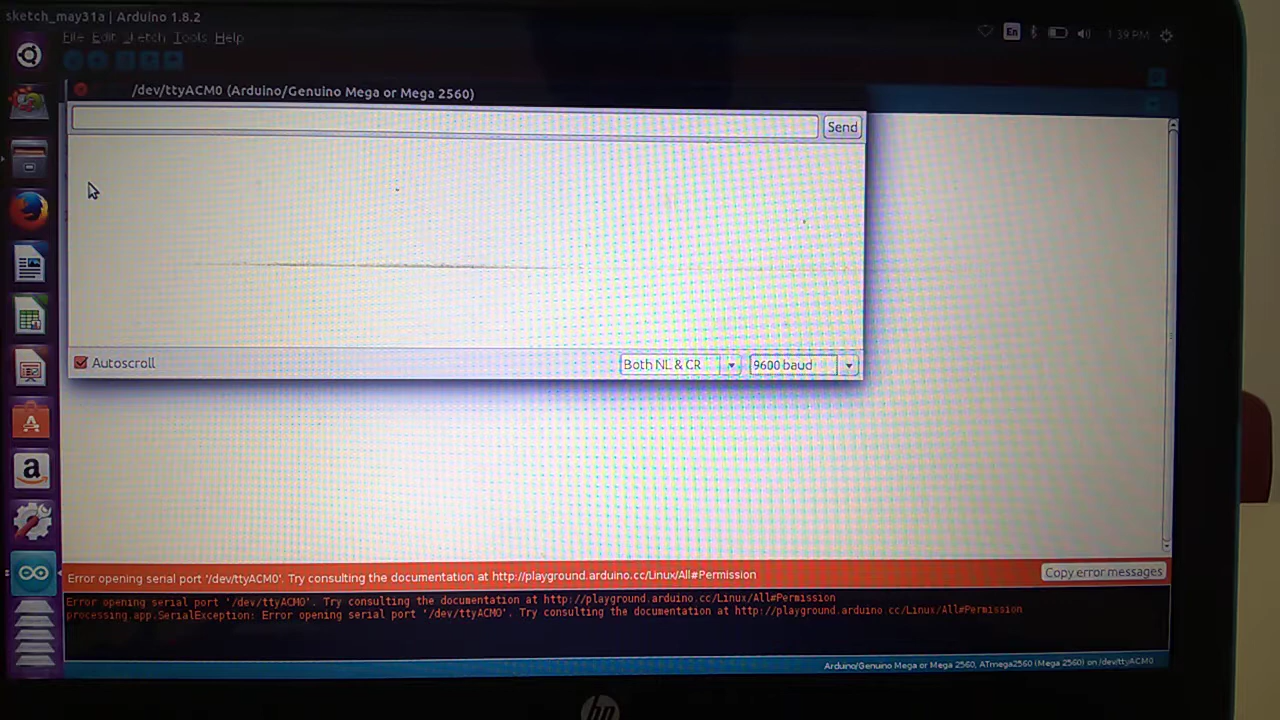 sketch_may31a | Arduino 1.8.2
File Edit Sketch Tools Help
En
1:39 PM
/dev/ttyACM0 (Arduino/Genuino Mega or Mega 2560)
Send
Autoscroll
Both NL & CR
9600 baud
a
Error opening serial port '/dev/ttyACM0'. Try consulting the documentation at http://playground.arduino.cc/Linux/All#Permission
Copy error messages
Error opening serial port '/dev/ttyACM0'. Try consulting the documentation at http://playground.arduino.cc/Linux/All#Permission
processing.app.SerialException: Error opening serial port '/dev/ttyACM0'. Try consulting the documentation at http://playground.arduino.cc/Linux/All#Permission
Arduino/Genuino Mega or Mega 2560, ATmega2560 (Mega 2560) on /dev/ttyACM0
hp